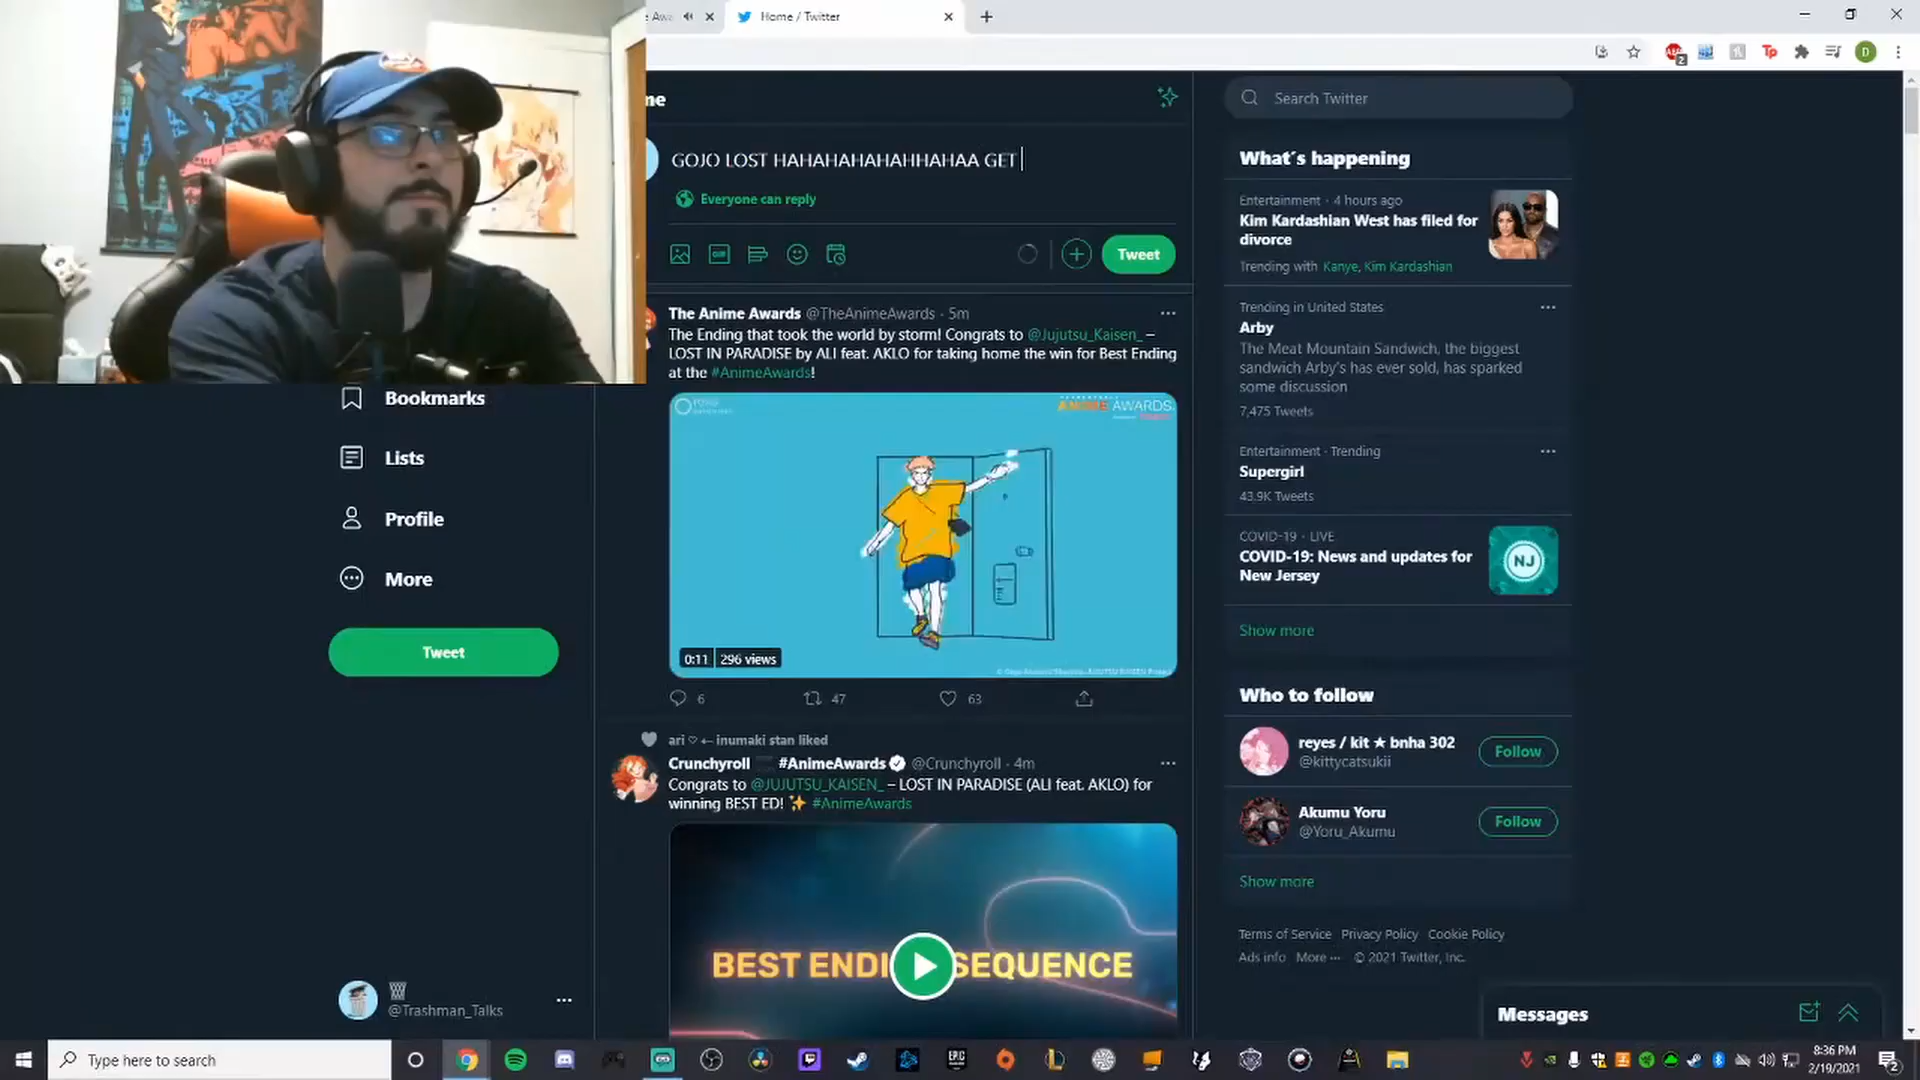 Home / Twitter
GOJO LOST HAHAHAHAHAHHAHAA GET
Everyone can reply
GIF
Tweet
The Anime Awards @TheAnimeAwards · 5m
The Ending that took the world by storm! Congrats to @Jujutsu_Kaisen_ –
LOST IN PARADISE by ALI feat. AKLO for taking home the win for Best Ending
at the #AnimeAwards!
ANIME AWARDS
0:11 296 views
6 47 63
ari ♡ ← inumaki stan liked
Crunchyroll #AnimeAwards @Crunchyroll · 4m
Congrats to @JUJUTSU_KAISEN_ – LOST IN PARADISE (ALI feat. AKLO) for
winning BEST ED! ✨ #AnimeAwards
BEST ENDI SEQUENCE
Bookmarks
Lists
Profile
More
Tweet
@Trashman_Talks
Search Twitter
What's happening
Entertainment · 4 hours ago
Kim Kardashian West has filed for
divorce
Trending with Kanye, Kim Kardashian
Trending in United States
Arby
The Meat Mountain Sandwich, the biggest
sandwich Arby's has ever sold, has sparked
some discussion
7,475 Tweets
Entertainment · Trending
Supergirl
43.9K Tweets
COVID-19 · LIVE
COVID-19: News and updates for
New Jersey
NJ
Show more
Who to follow
reyes / kit ★ bnha 302
@kittycatsukii
Follow
Akumu Yoru
@Yoru_Akumu
Follow
Show more
Terms of Service Privacy Policy Cookie Policy
Ads info More ··· © 2021 Twitter, Inc.
Messages
Type here to search
8:36 PM
2/19/2021